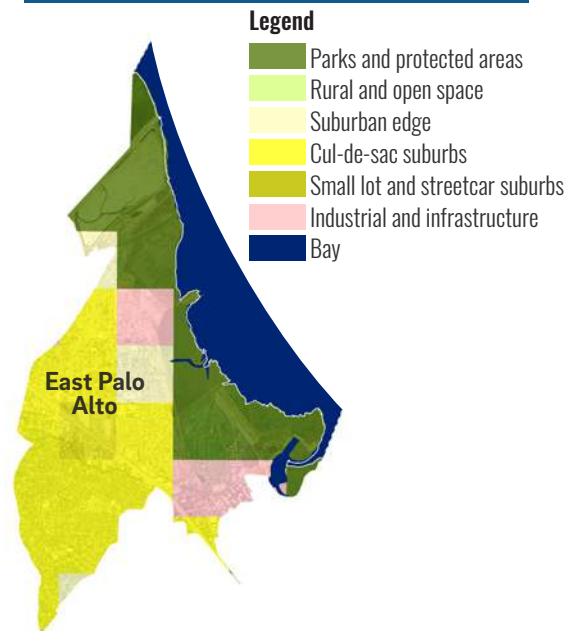 Legend
Parks and protected areas
Rural and open space
Suburban edge
Cul-de-sac suburbs
Small lot and streetcar suburbs
Industrial and infrastructure
Bay
East Palo
Alto